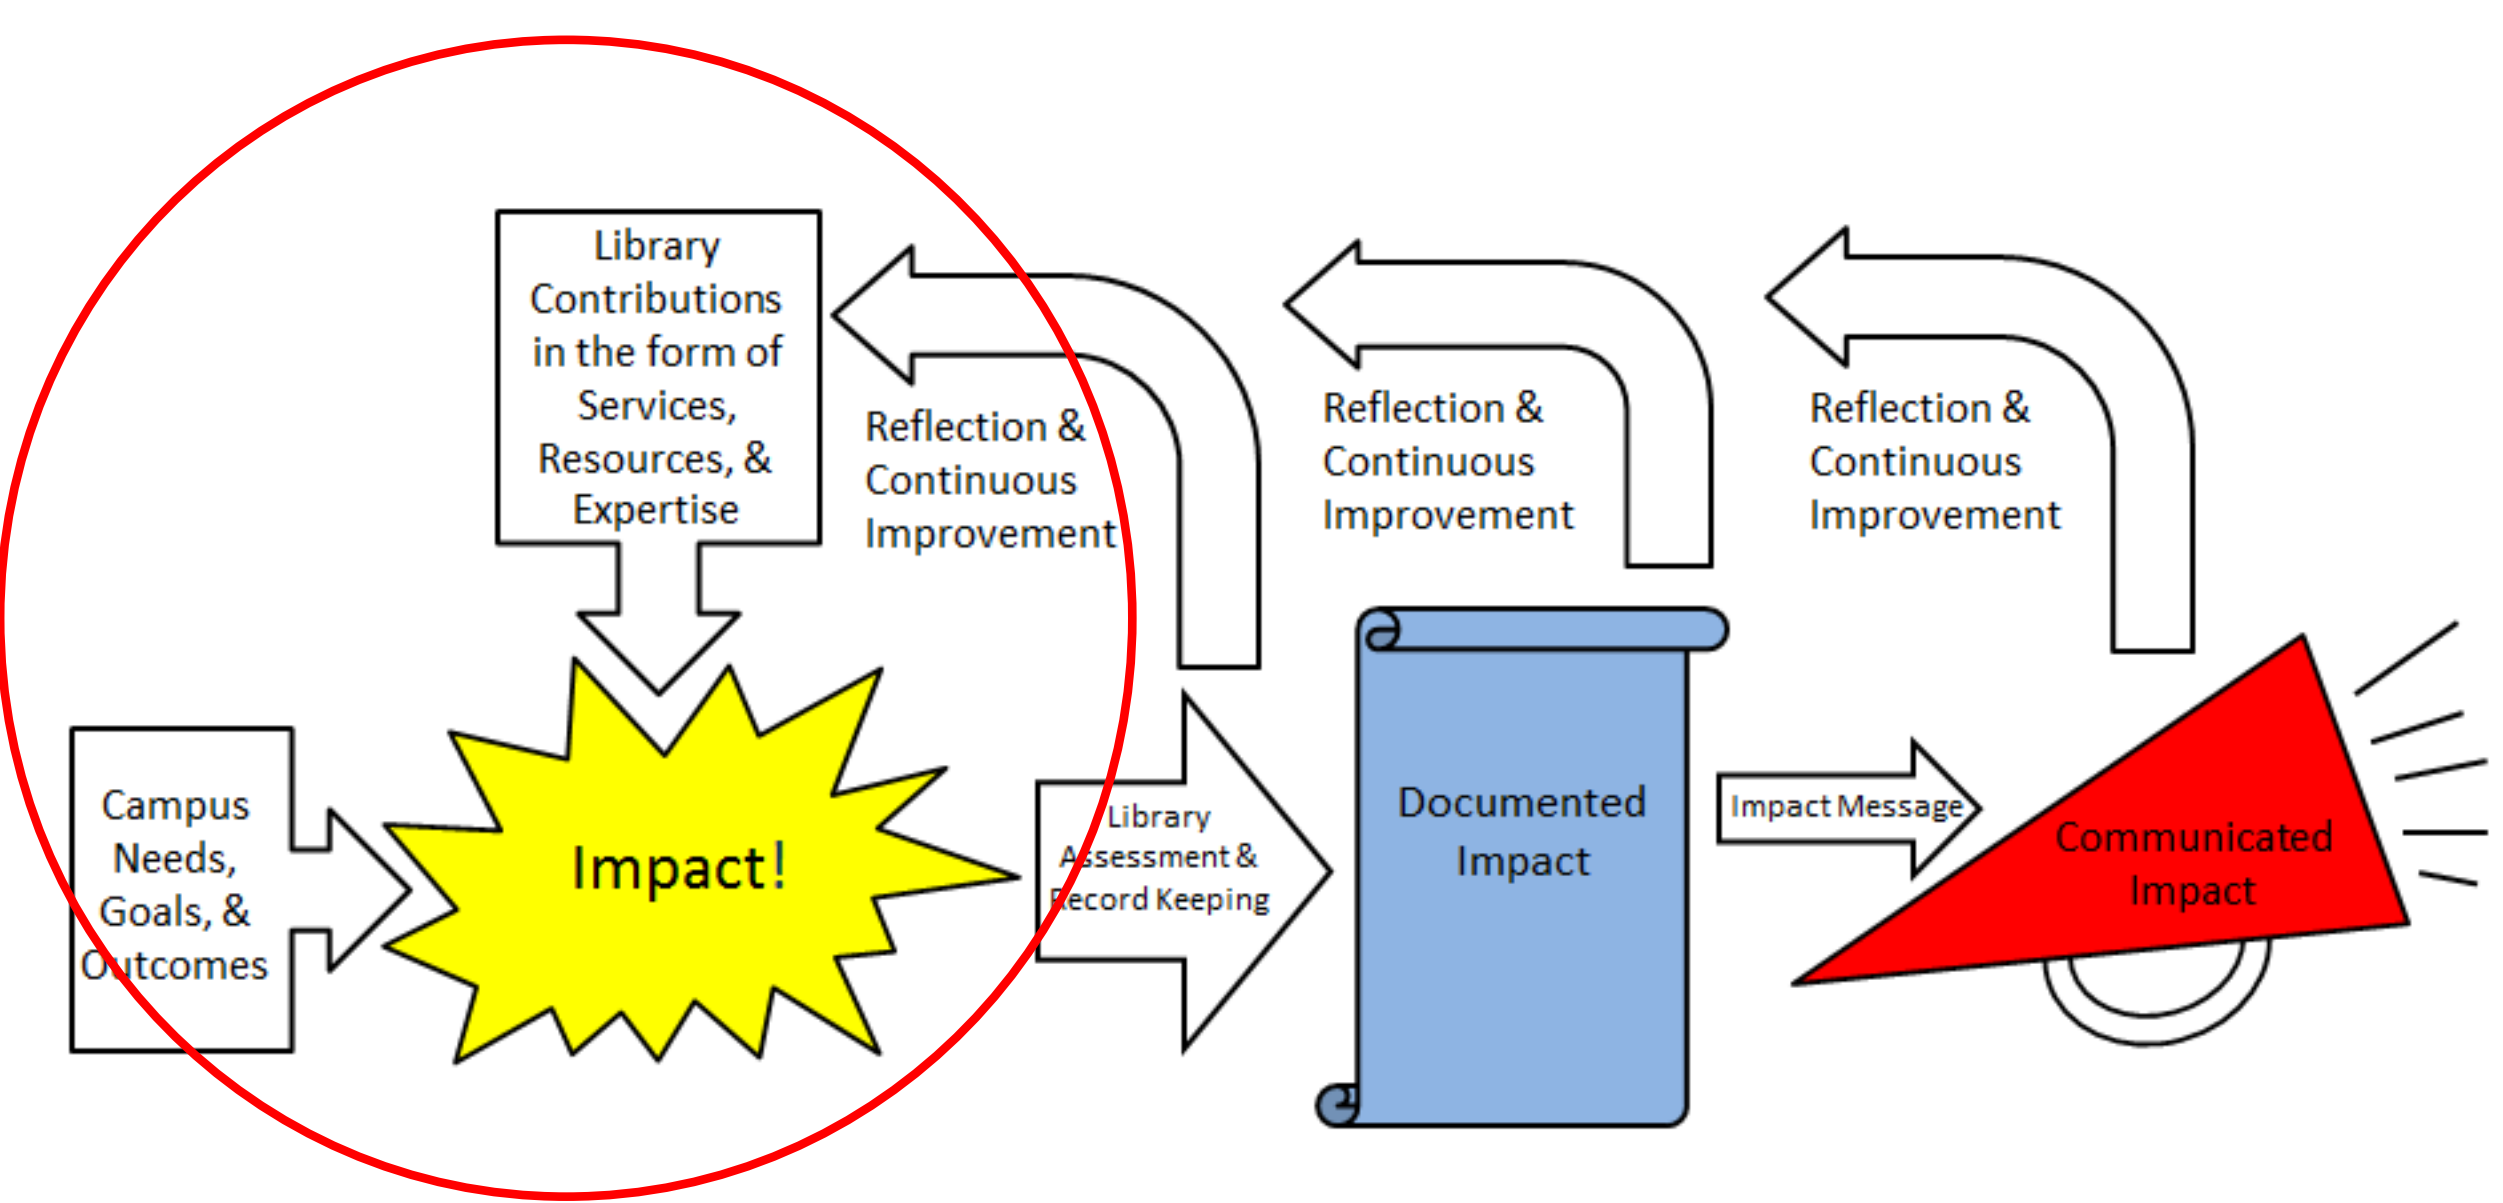 Library
Contributions
in the form of
Services,
Resources, &
Expertise
Reflection &
Continuous
Improvement
Reflection &
Continuous
Improvement
Reflection &
Continuous
Improvement
Campus
Needs,
Goals, &
Outcomes
Impact!
Library
Assessment &
Record Keeping
Documented
Impact
Impact Message
Communicated
Impact